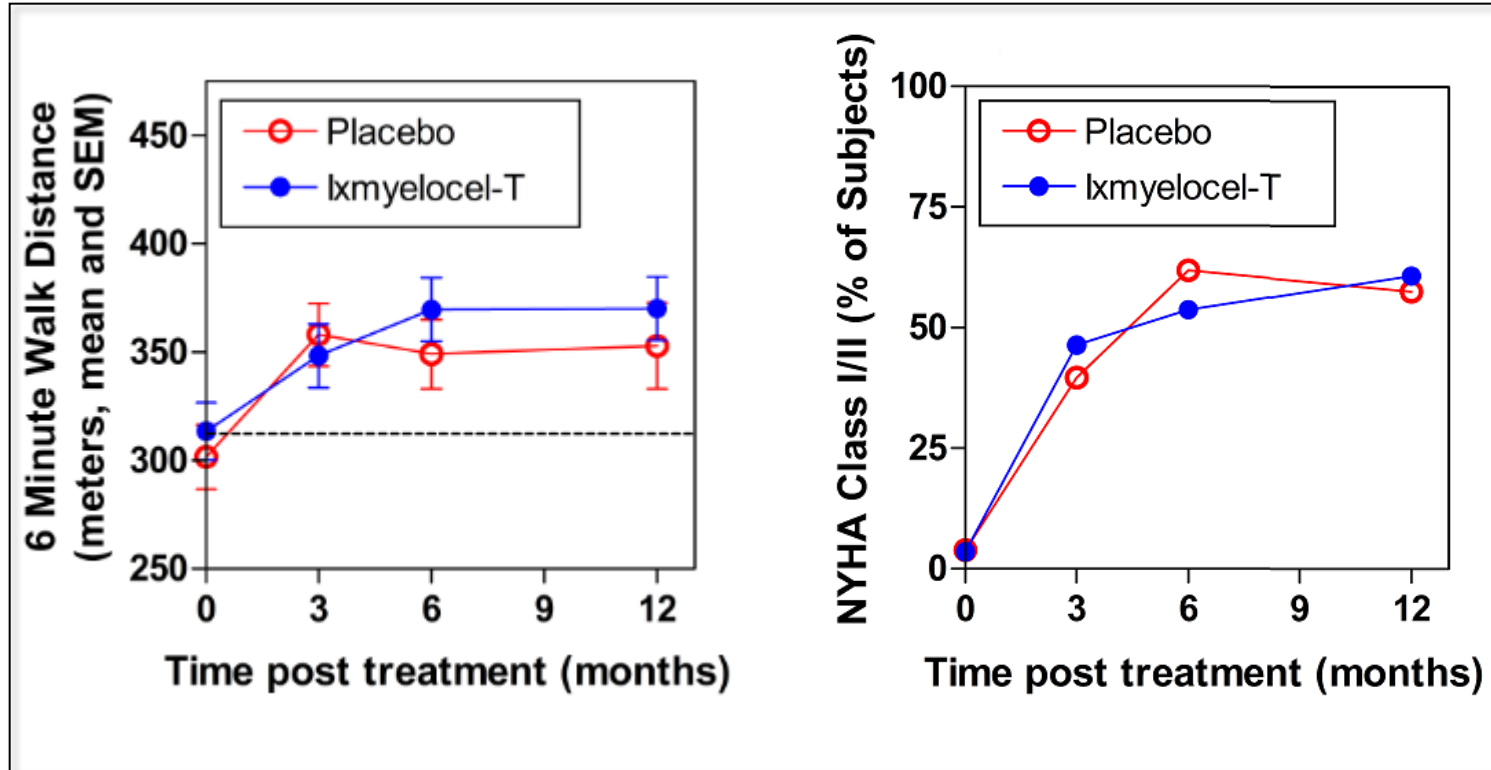 6 Minute Walk Distance
(meters, mean and SEM)
450
400
350
300
250
Placebo
Ixmyelocel-T
0 3 6 9 12
Time post treatment (months)
NYHA Class I/II (% of Subjects)
100
75
50
25
0
Placebo
Ixmyelocel-T
0 3 6 9 12
Time post treatment (months)